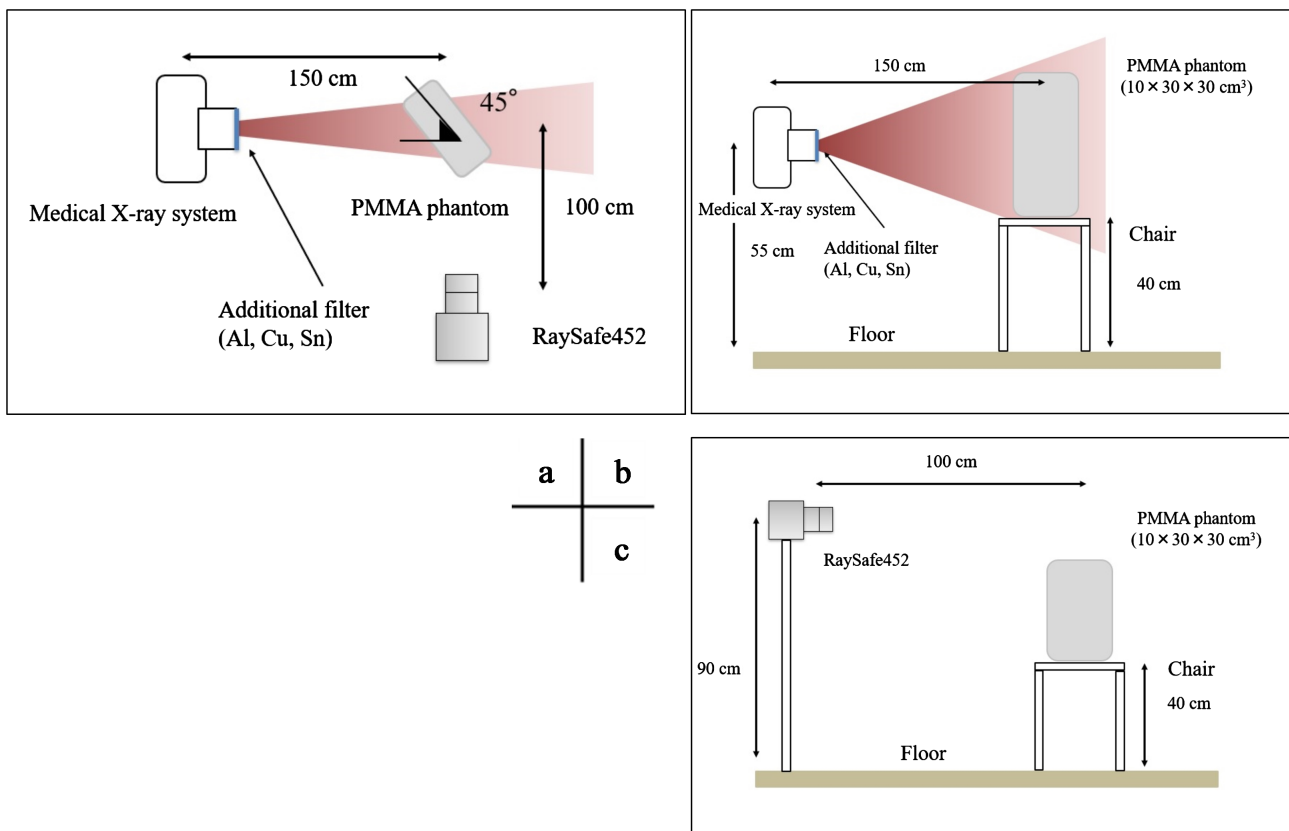 150 cm
45°
Medical X-ray system
PMMA phantom
100 cm
Additional filter
(Al, Cu, Sn)
RaySafe452
150 cm
PMMA phantom
(10 × 30 × 30 cm³)
Medical X-ray system
55 cm
Additional filter
(Al, Cu, Sn)
Chair
40 cm
Floor
a
b
c
100 cm
PMMA phantom
(10 × 30 × 30 cm³)
RaySafe452
90 cm
Chair
40 cm
Floor